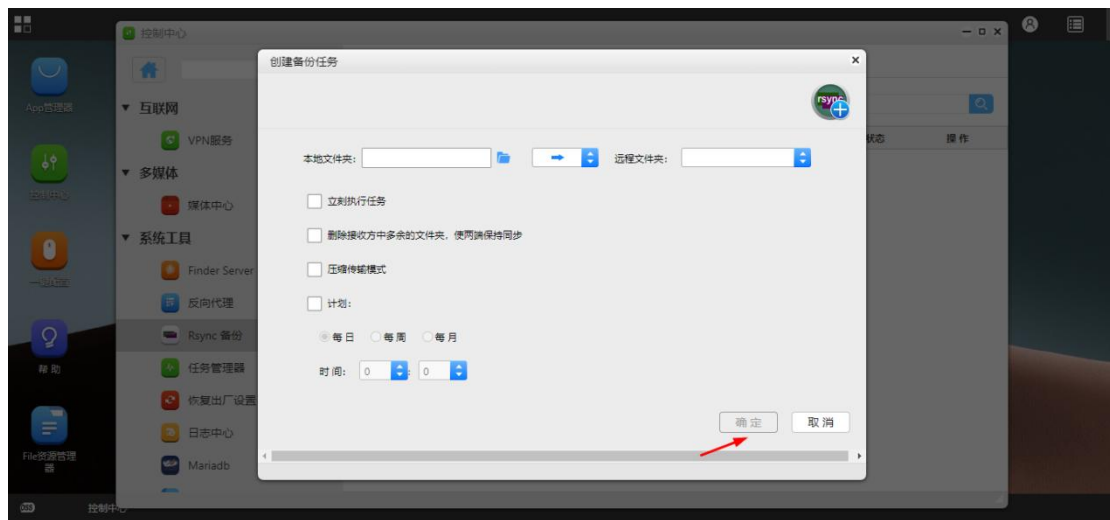 控制中心
创建备份任务
rsync
App管理器
互联网
VPN服务
状态
操作
本地文件夹:
远程文件夹:
控制中心
多媒体
媒体中心
立刻执行任务
系统工具
删除接收方中多余的文件夹, 使两端保持同步
Finder Server
压缩传输模式
反向代理
计划:
Rsync 备份
每日 每周 每月
帮助
任务管理器
时间: 0 : 0
恢复出厂设置
确定
取消
日志中心
File资源管理
器
Mariadb
控制中心